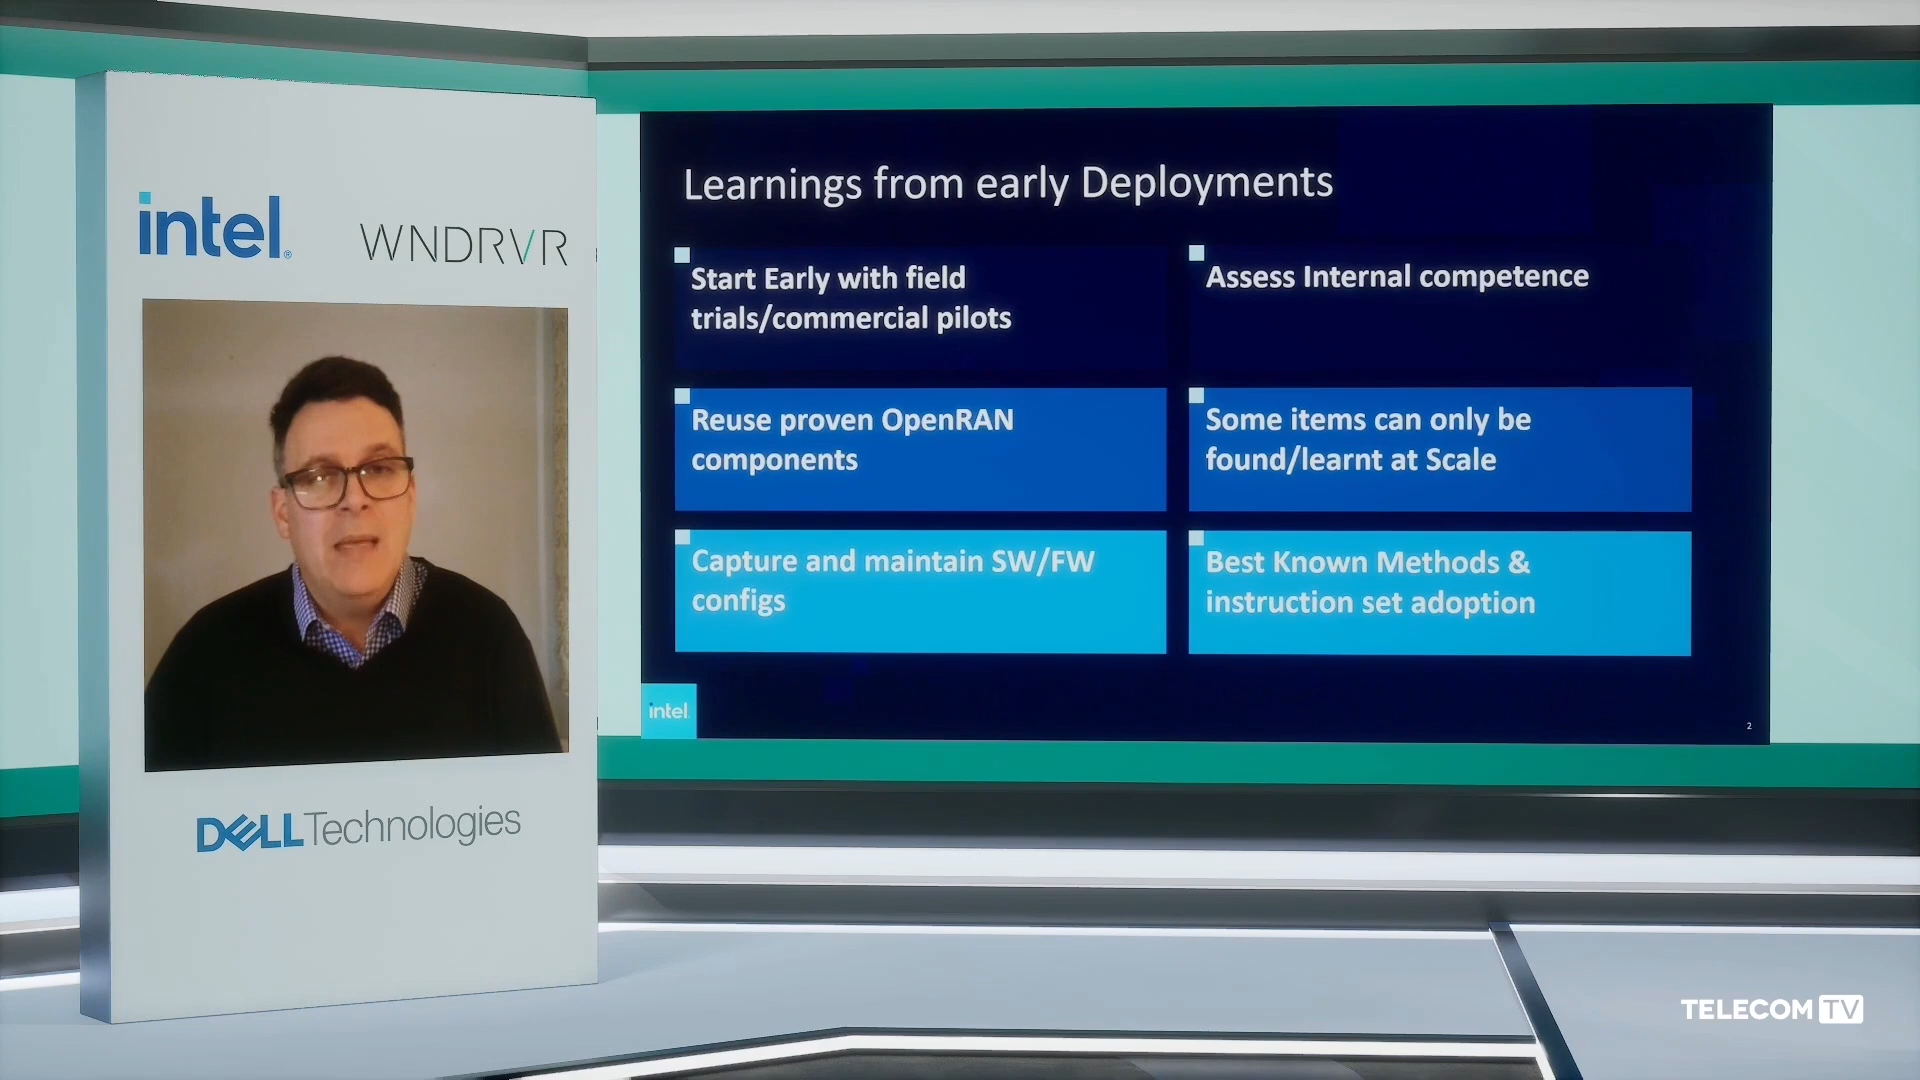 intel
WNDRVR
DELL Technologies
Learnings from early Deployments
Start Early with field
trials/commercial pilots
Assess Internal competence
Reuse proven OpenRAN
components
Some items can only be
found/learnt at Scale
Capture and maintain SW/FW
configs
Best Known Methods &
instruction set adoption
intel
2
TELECOM TV